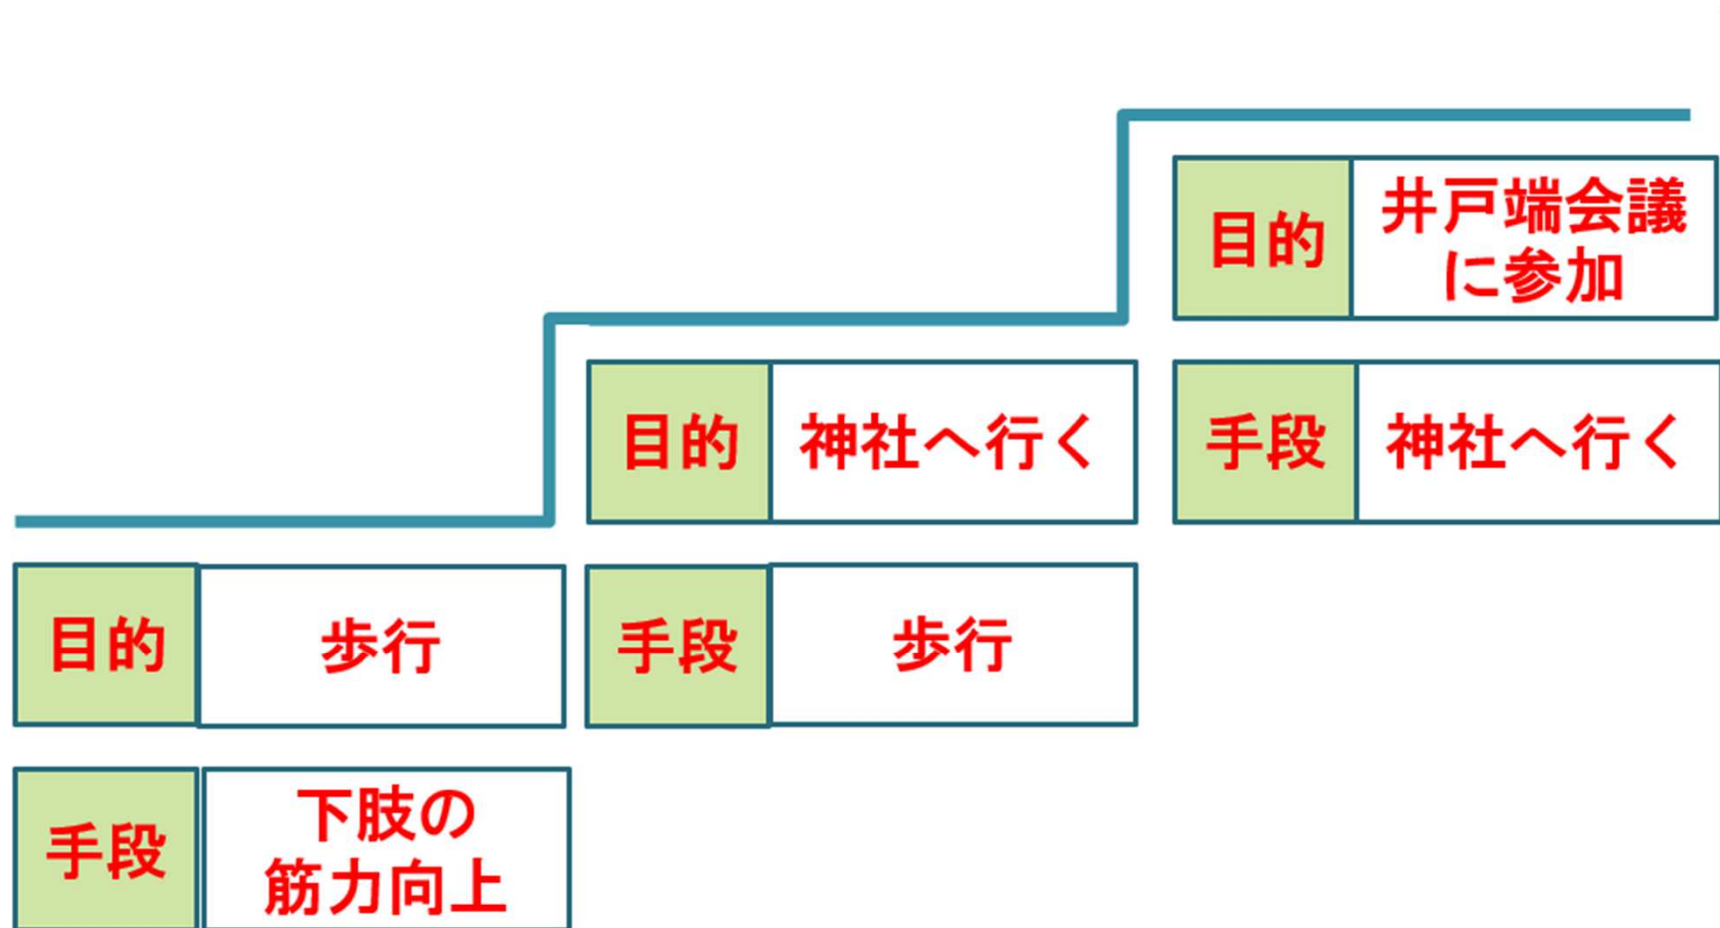 目的
井戸端会議
に参加
目的
神社へ行く
手段
神社へ行く
目的
歩行
手段
歩行
手段
下肢の
筋力向上